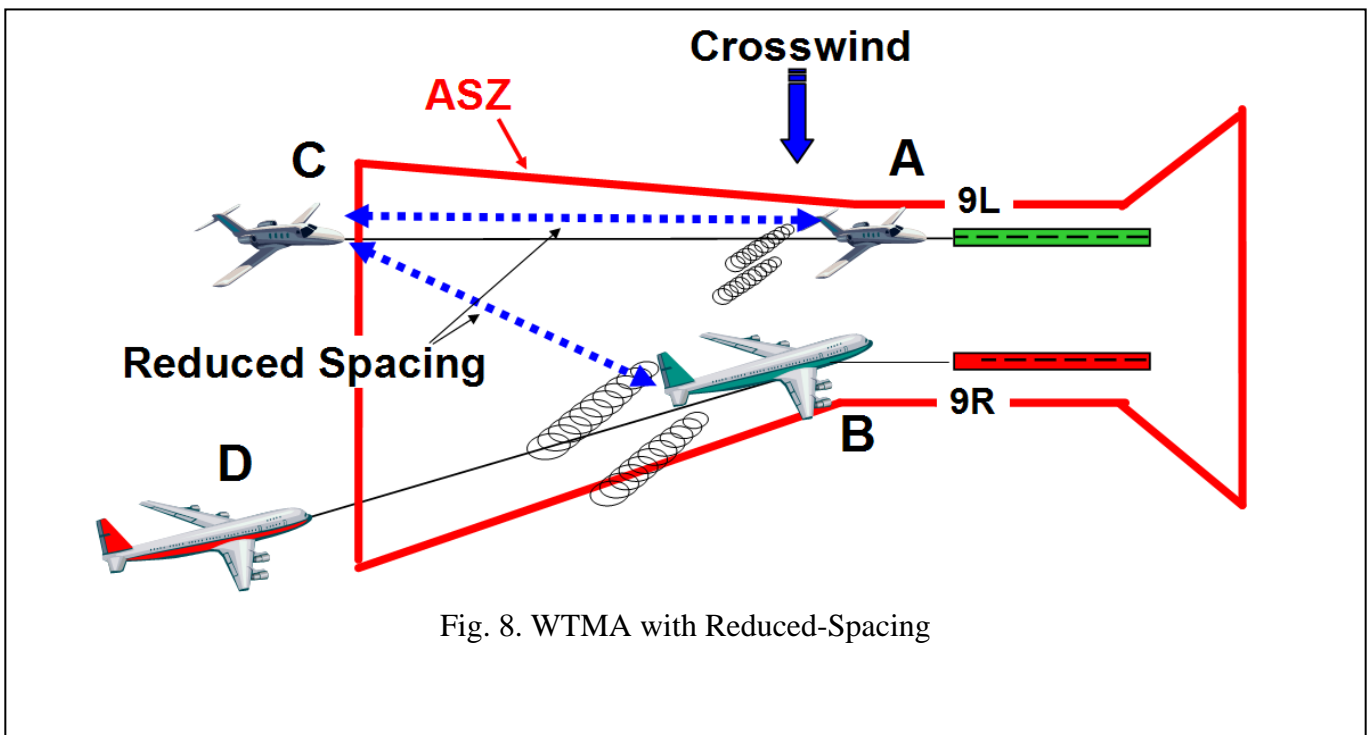 Crosswind
ASZ
C
A
9L
Reduced Spacing
9R
B
D
Fig. 8. WTMA with Reduced-Spacing